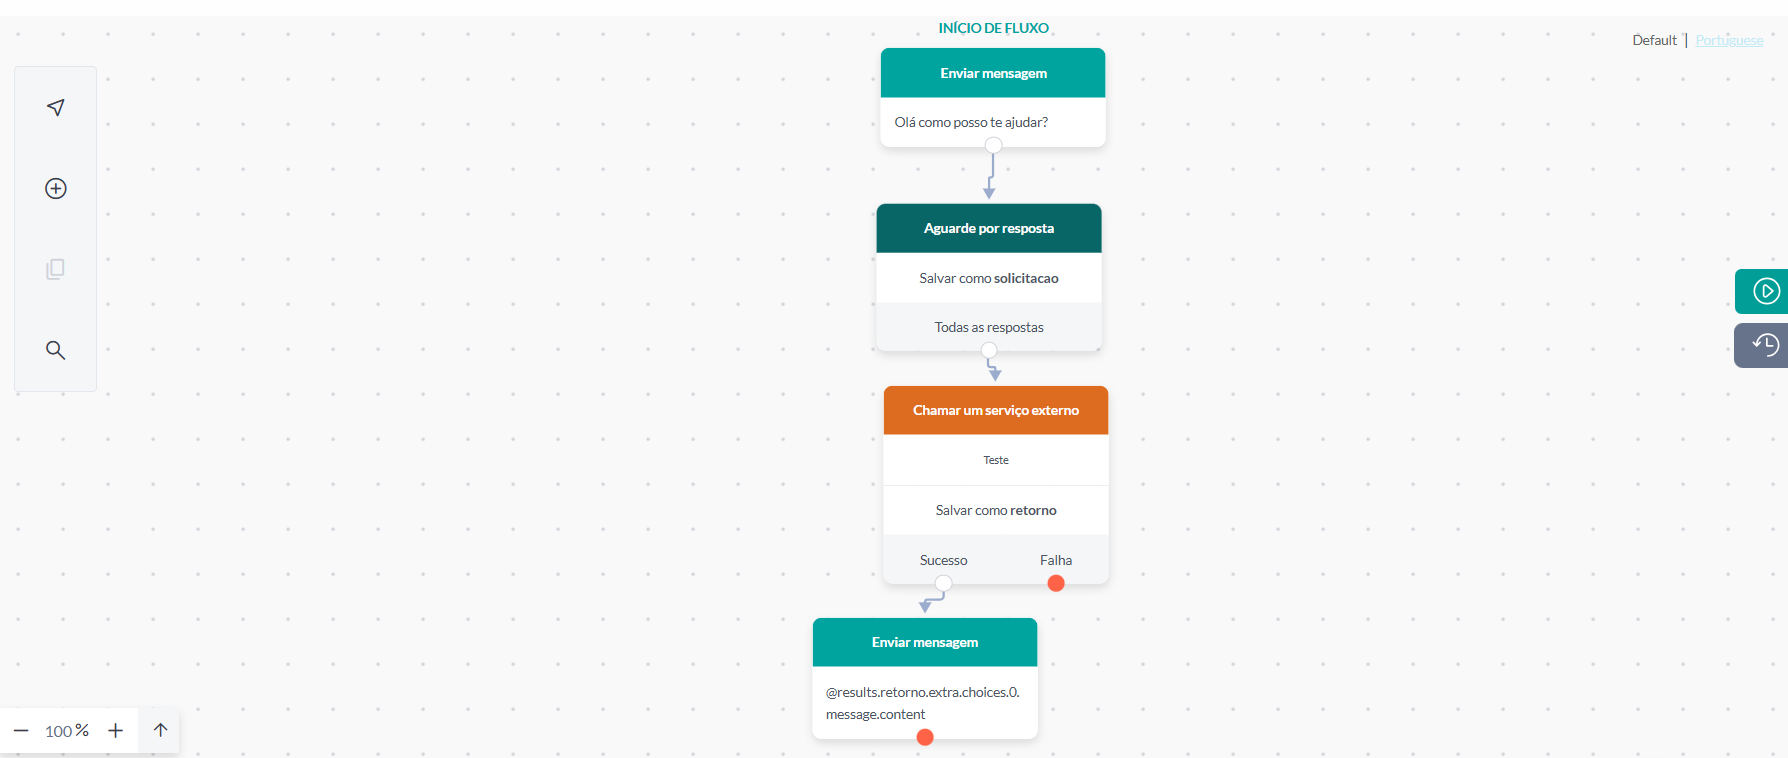 INÍCIO DE FLUXO
Default | Portuguese
Enviar mensagem
Olá como posso te ajudar?
Aguarde por resposta
Salvar como solicitacao
Todas as respostas
Chamar um serviço externo
Teste
Salvar como retorno
Sucesso Falha
Enviar mensagem
@results.retorno.extra.choices.0.
message.content
100%